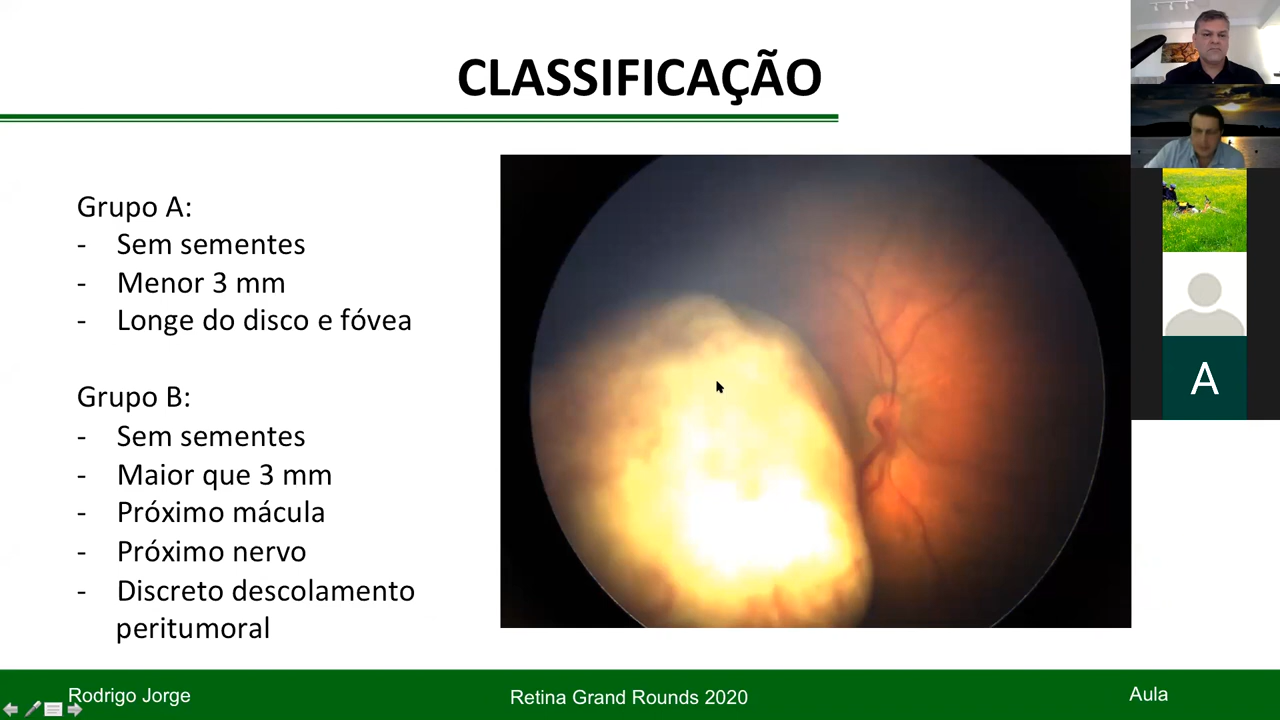 CLASSIFICAÇÃO
Grupo A:
- Sem sementes
- Menor 3 mm
- Longe do disco e fóvea
Grupo B:
- Sem sementes
- Maior que 3 mm
- Próximo mácula
- Próximo nervo
- Discreto descolamento
peritumoral
A
Rodrigo Jorge
Retina Grand Rounds 2020
Aula